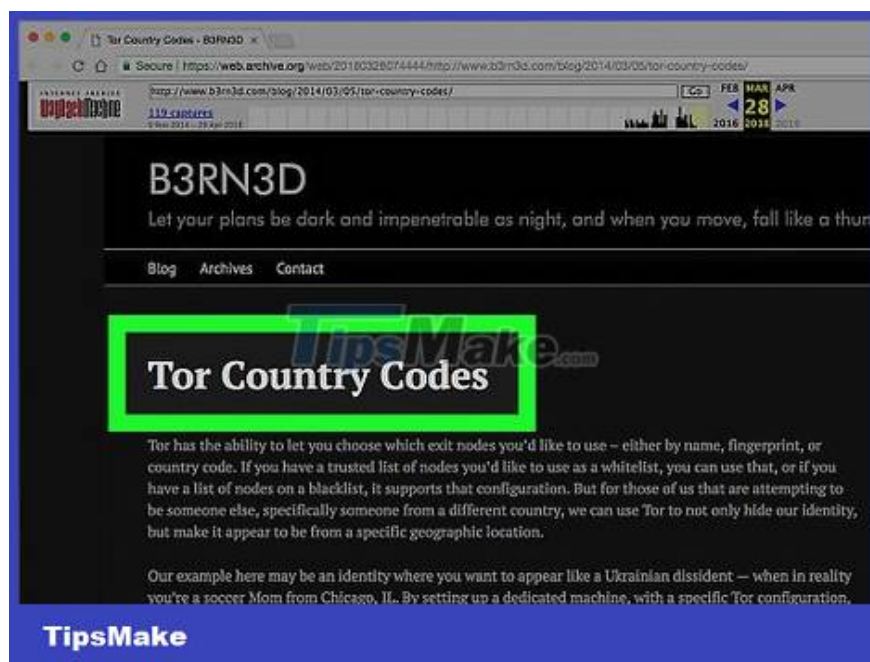 Tor Country Codes - B3RN3D
Secure | https://web.archive.org/web/20180328074444/http://www.b3rn3d.com/blog/2014/03/05/tor-country-codes/
INTERNET ARCHIVE
WayBackMachine
http://www.b3rn3d.com/blog/2014/03/05/tor-country-codes/
Go
FEB MAR APR
119 captures
28
2016 2018 2019
B3RN3D
Let your plans be dark and impenetrable as night, and when you move, fall like a thun
Blog Archives Contact
TipsMake.com
Tor Country Codes
Tor has the ability to let you choose which exit nodes you'd like to use – either by name, fingerprint, or
country code. If you have a trusted list of nodes you'd like to use as a whitelist, you can use that, or if you
have a list of nodes on a blacklist, it supports that configuration. But for those of us that are attempting to
be someone else, specifically someone from a different country, we can use Tor to not only hide our identity,
but make it appear to be from a specific geographic location.
Our example here may be an identity where you want to appear like a Ukrainian dissident — when in reality
you're a soccer Mom from Chicago, IL. By setting up a dedicated machine, with a specific Tor configuration,
TipsMake